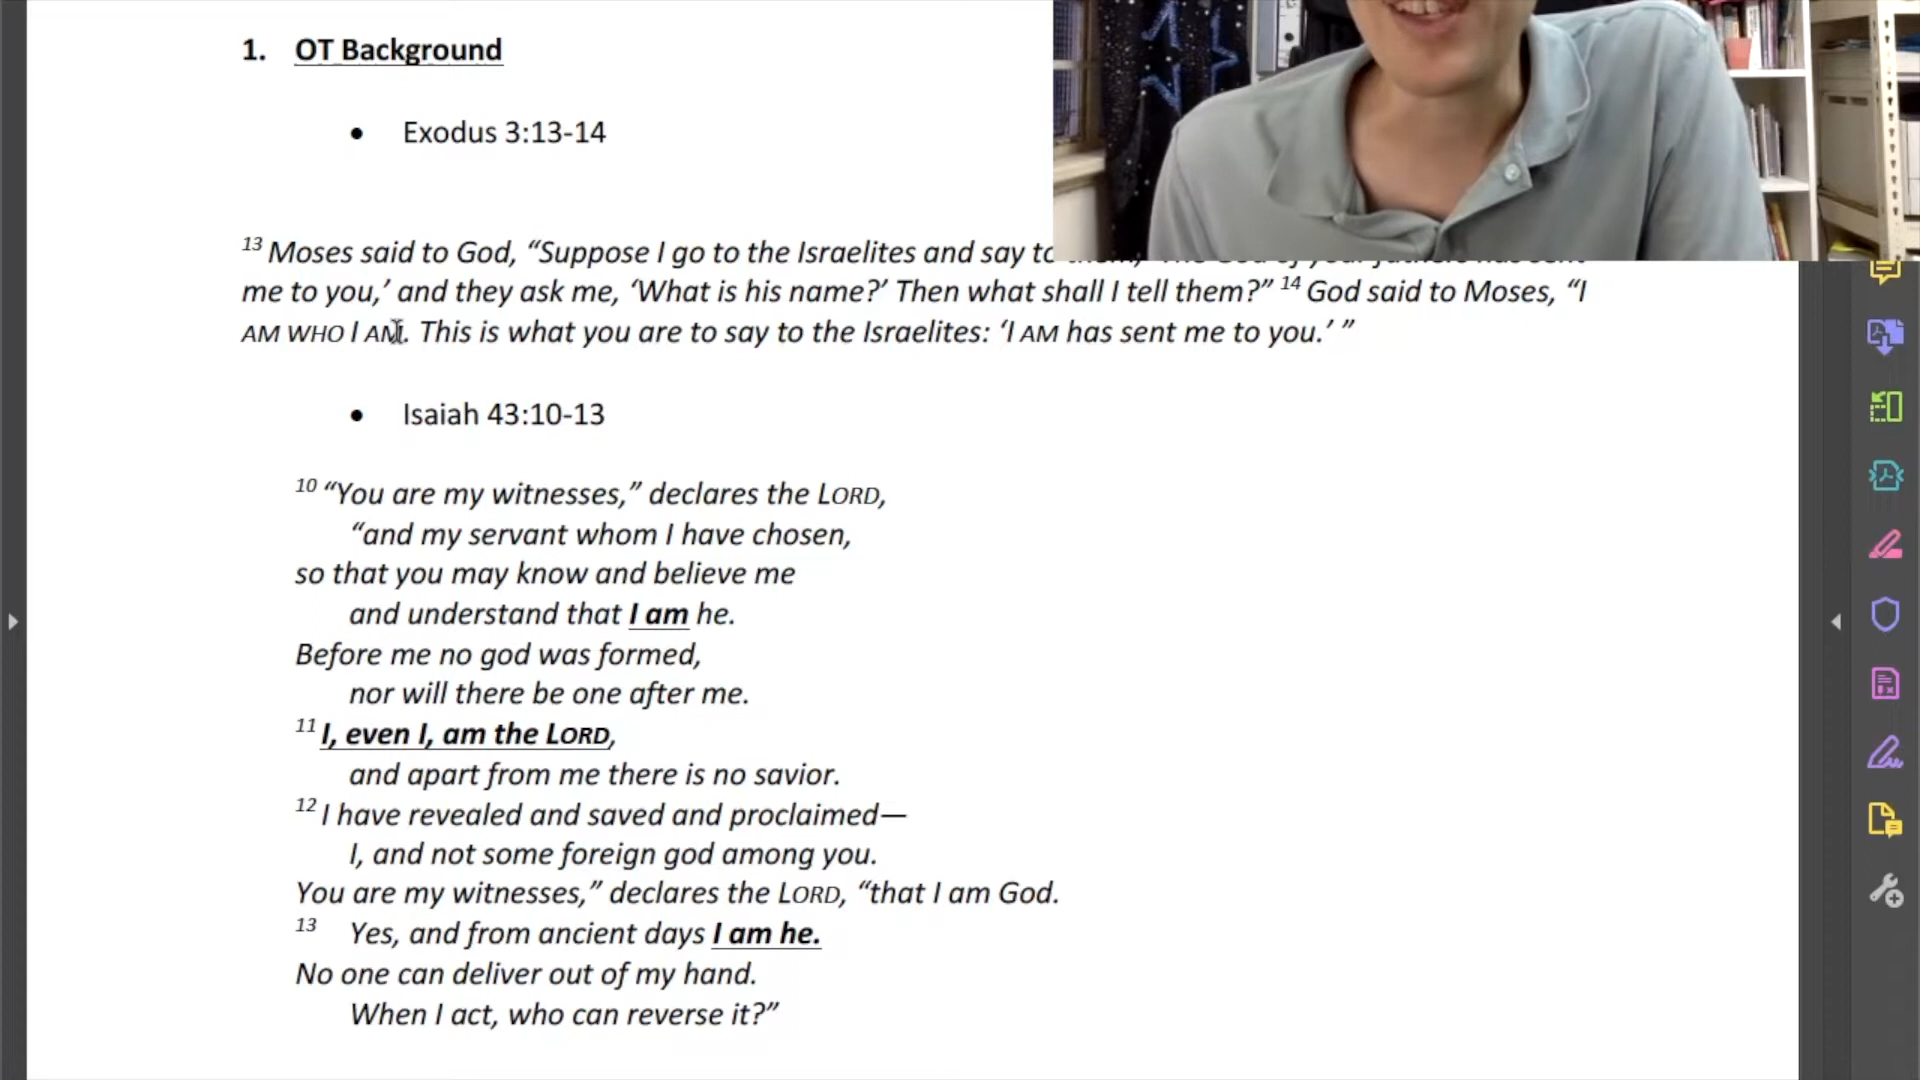 1. OT Background
• Exodus 3:13-14
13 Moses said to God, “Suppose I go to the Israelites and say to
me to you,’ and they ask me, ‘What is his name?’ Then what shall I tell them?” 14 God said to Moses, “I
AM WHO I AM. This is what you are to say to the Israelites: ‘I AM has sent me to you.’ ”
• Isaiah 43:10-13
10 “You are my witnesses,” declares the LORD,
“and my servant whom I have chosen,
so that you may know and believe me
and understand that I am he.
Before me no god was formed,
nor will there be one after me.
11 I, even I, am the LORD,
and apart from me there is no savior.
12 I have revealed and saved and proclaimed—
I, and not some foreign god among you.
You are my witnesses,” declares the LORD, “that I am God.
13 Yes, and from ancient days I am he.
No one can deliver out of my hand.
When I act, who can reverse it?”